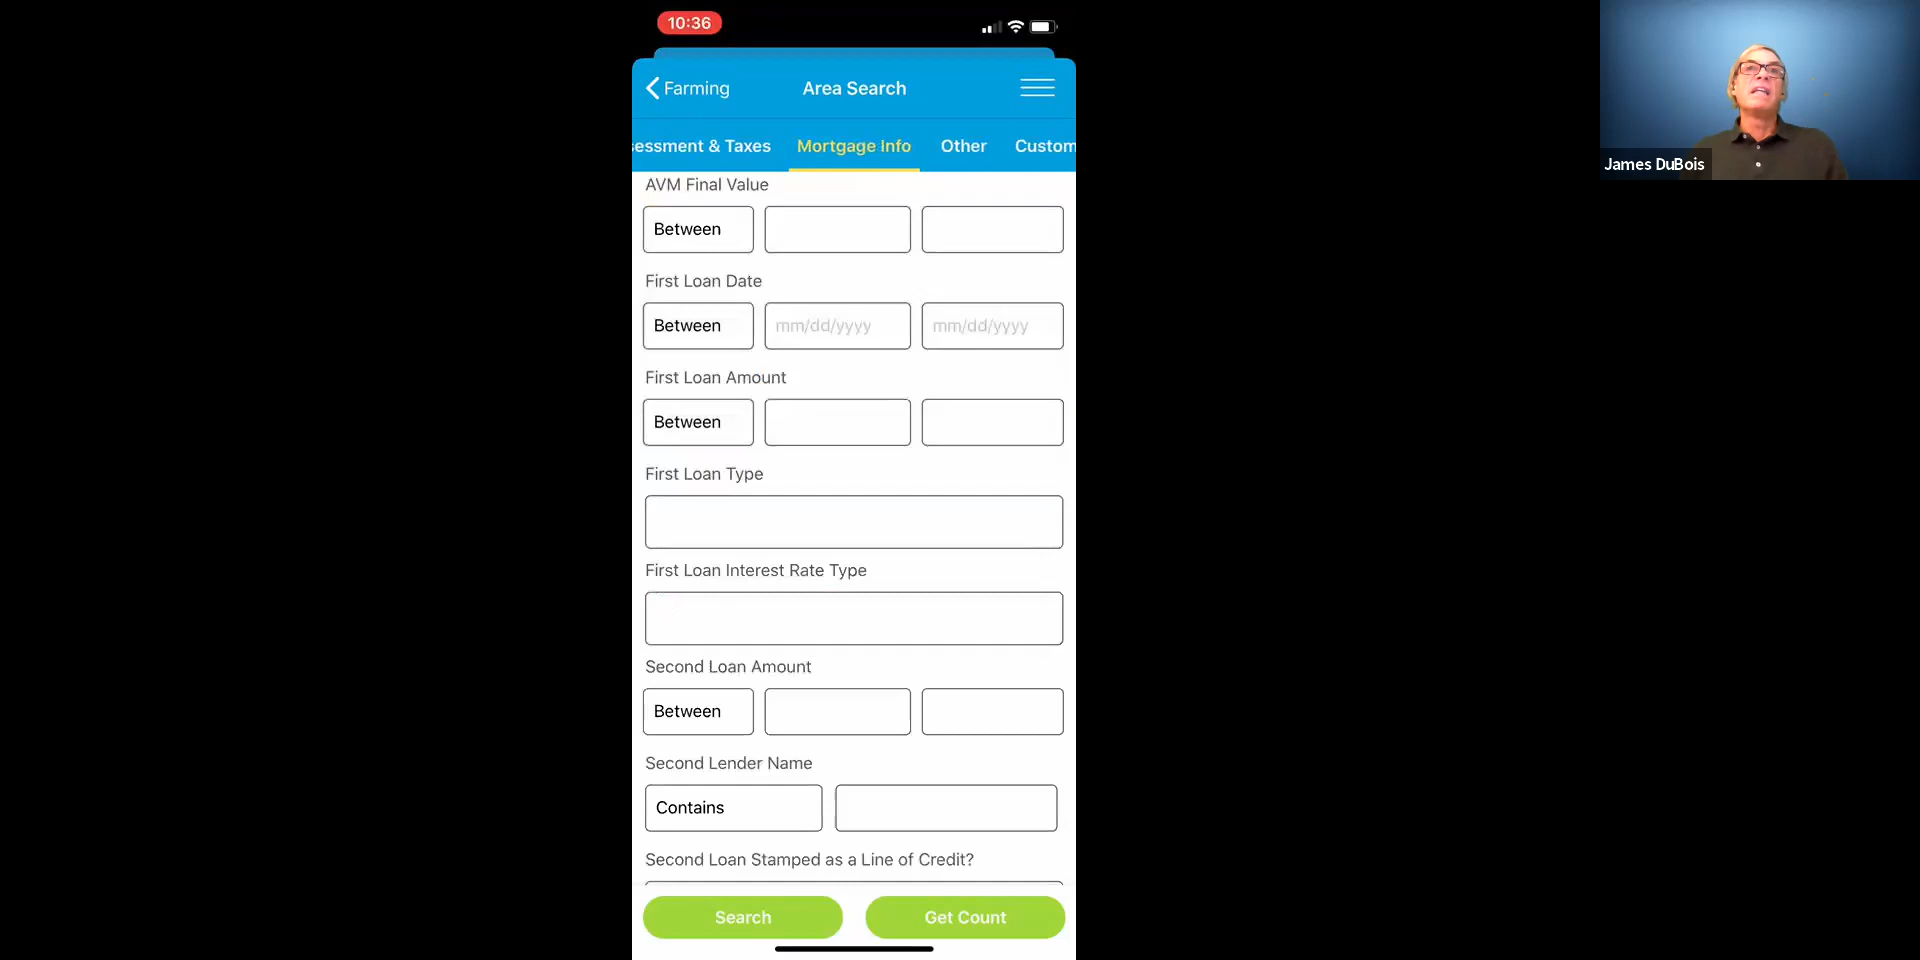 10:36
Farming
Area Search
sessment & Taxes
Mortgage Info
Other
Custom
AVM Final Value
Between
First Loan Date
Between mm/dd/yyyy mm/dd/yyyy
First Loan Amount
Between
First Loan Type
First Loan Interest Rate Type
Second Loan Amount
Between
Second Lender Name
Contains
Second Loan Stamped as a Line of Credit?
Search
Get Count
James DuBois